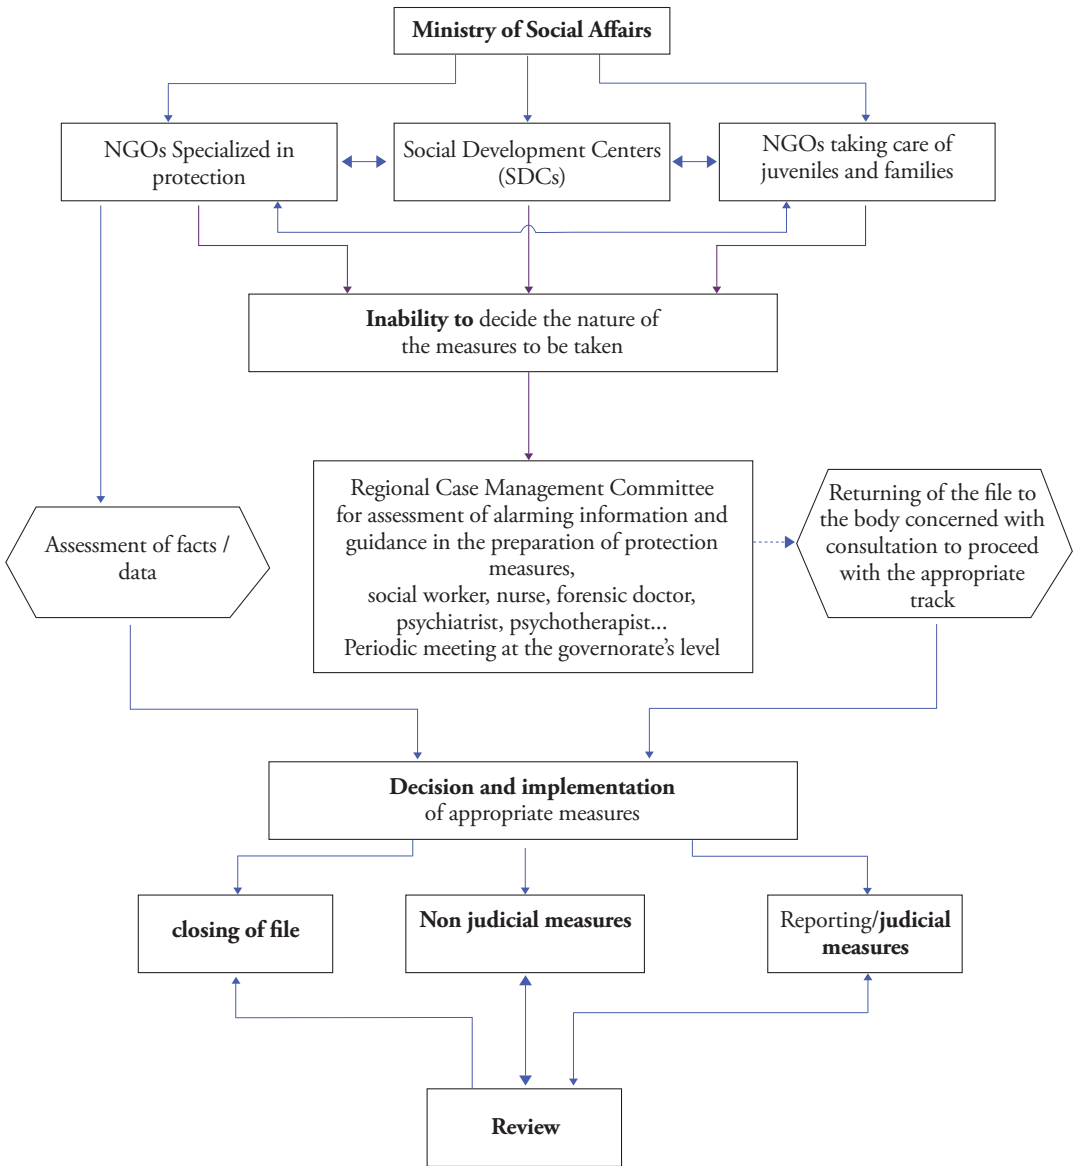 Ministry of Social Affairs
NGOs Specialized in
protection
Social Development Centers
(SDCs)
NGOs taking care of
juveniles and families
Inability to decide the nature of
the measures to be taken
Regional Case Management Committee
for assessment of alarming information and
guidance in the preparation of protection
measures,
social worker, nurse, forensic doctor,
psychiatrist, psychotherapist...
Periodic meeting at the governorate's level
Returning of the file to
the body concerned with
consultation to proceed
with the appropriate
track
Assessment of facts /
data
Decision and implementation
of appropriate measures
closing of file
Non judicial measures
Reporting/judicial
measures
Review